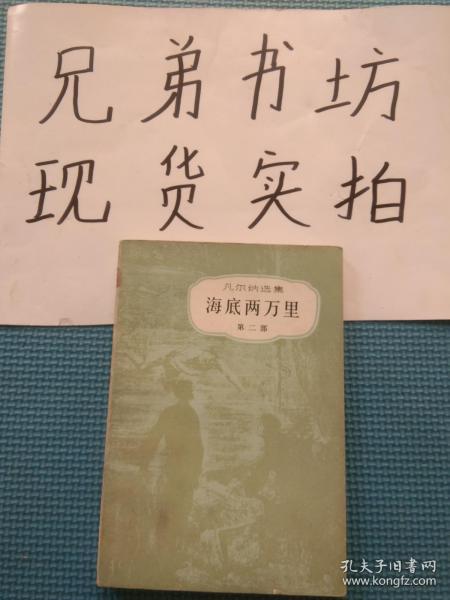 兄弟书坊
现货实拍
凡尔纳选集
海底两万里
第二部
孔夫子旧书网
www.kongfz.com